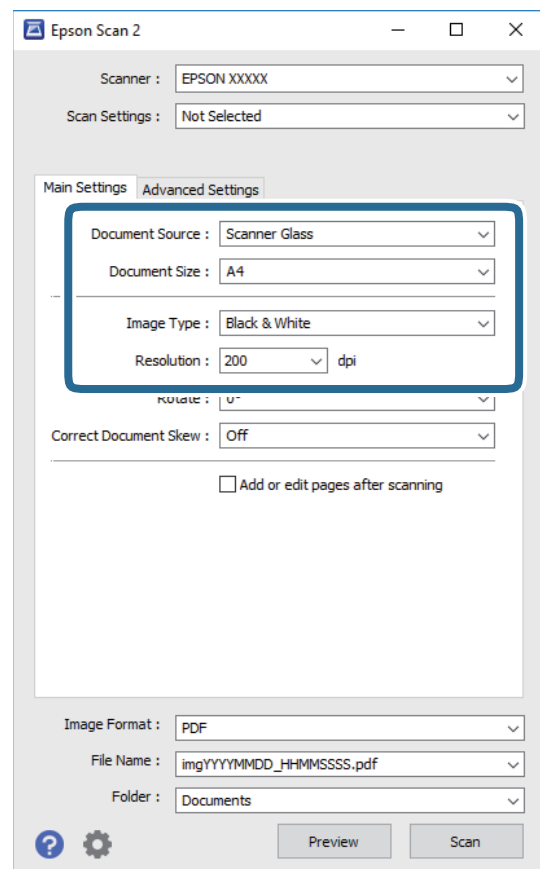 Epson Scan 2
Scanner : EPSON XXXXX
Scan Settings : Not Selected
Main Settings Advanced Settings
Document Source : Scanner Glass
Document Size : A4
Image Type : Black & White
Resolution : 200 dpi
Rotate : 0°
Correct Document Skew : Off
Add or edit pages after scanning
Image Format : PDF
File Name : imgYYYYMMDD_HHMMSSSS.pdf
Folder : Documents
? Preview Scan